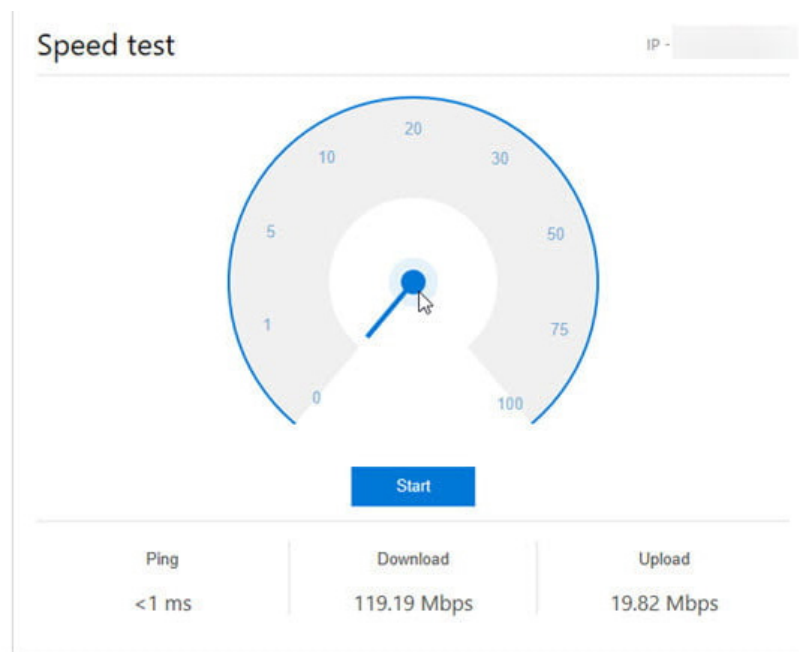 Speed test
IP -
20
10
30
5
50
1
75
0
100
Start
Ping
Download
Upload
<1 ms
119.19 Mbps
19.82 Mbps